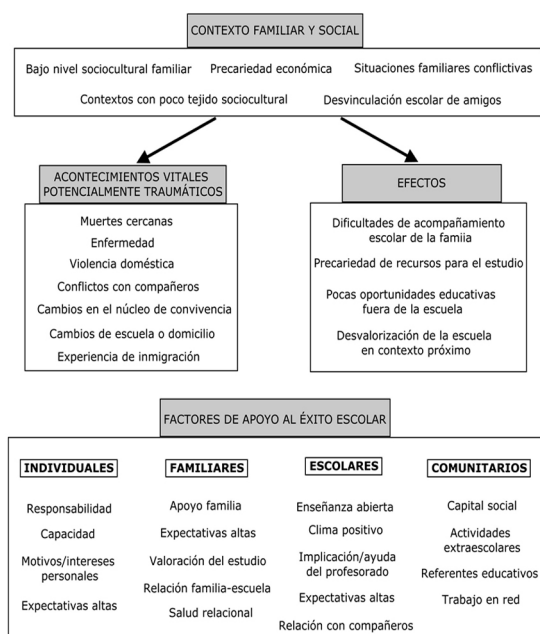 CONTEXTO FAMILIAR Y SOCIAL
Bajo nivel sociocultural familiar
Precariedad económica
Situaciones familiares conflictivas
Contextos con poco tejido sociocultural
Desvinculación escolar de amigos
ACONTECIMIENTOS VITALES
POTENCIALMENTE TRAUMÁTICOS
Muertes cercanas
Enfermedad
Violencia doméstica
Conflictos con compañeros
Cambios en el núcleo de convivencia
Cambios de escuela o domicilio
Experiencia de inmigración
EFECTOS
Dificultades de acompañamiento
escolar de la famiia
Precariedad de recursos para el estudio
Pocas oportunidades educativas
fuera de la escuela
Desvalorización de la escuela
en contexto próximo
FACTORES DE APOYO AL ÉXITO ESCOLAR
INDIVIDUALES
Responsabilidad
Capacidad
Motivos/intereses
personales
Expectativas altas
FAMILIARES
Apoyo familia
Expectativas altas
Valoración del estudio
Relación familia-escuela
Salud relacional
ESCOLARES
Enseñanza abierta
Clima positivo
Implicación/ayuda
del profesorado
Expectativas altas
Relación con compañeros
COMUNITARIOS
Capital social
Actividades
extraescolares
Referentes educativos
Trabajo en red